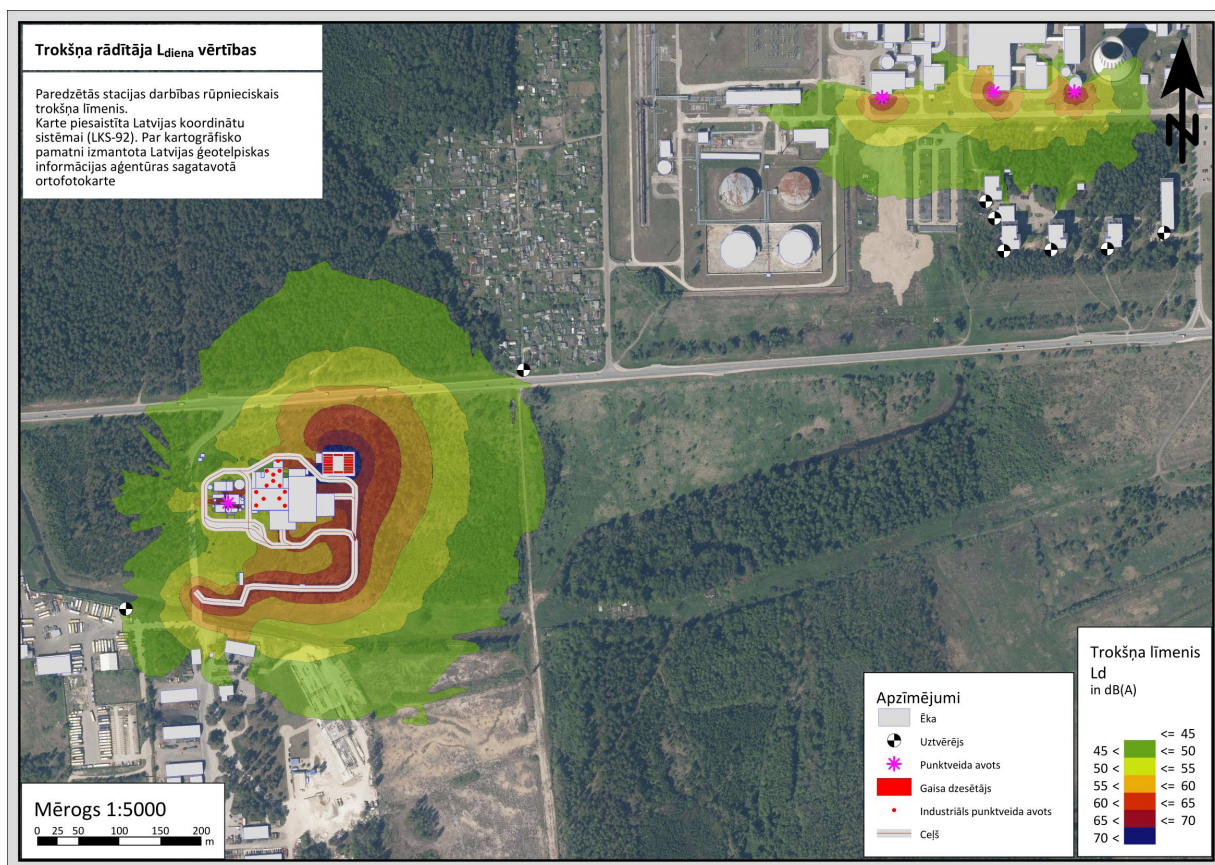 Trokšņa rādītāja Ldiena vērtības
Paredzētās stacijas darbības rūpnieciskais
trokšņa līmenis.
Karte piesaistīta Latvijas koordinātu
sistēmai (LKS-92). Par kartogrāfisko
pamatni izmantota Latvijas ģeotelpiskas
informācijas aģentūras sagatavotā
ortofotokarte
N
Apzīmējumi
Ēka
Uztvērējs
Punktveida avots
Gaisa dzesētājs
Industriāls punktveida avots
Ceļš
Trokšņa līmenis
Ld
in dB(A)
<= 45
45 < <= 50
50 < <= 55
55 < <= 60
60 < <= 65
65 < <= 70
70 <
Mērogs 1:5000
0 25 50 100 150 200
m